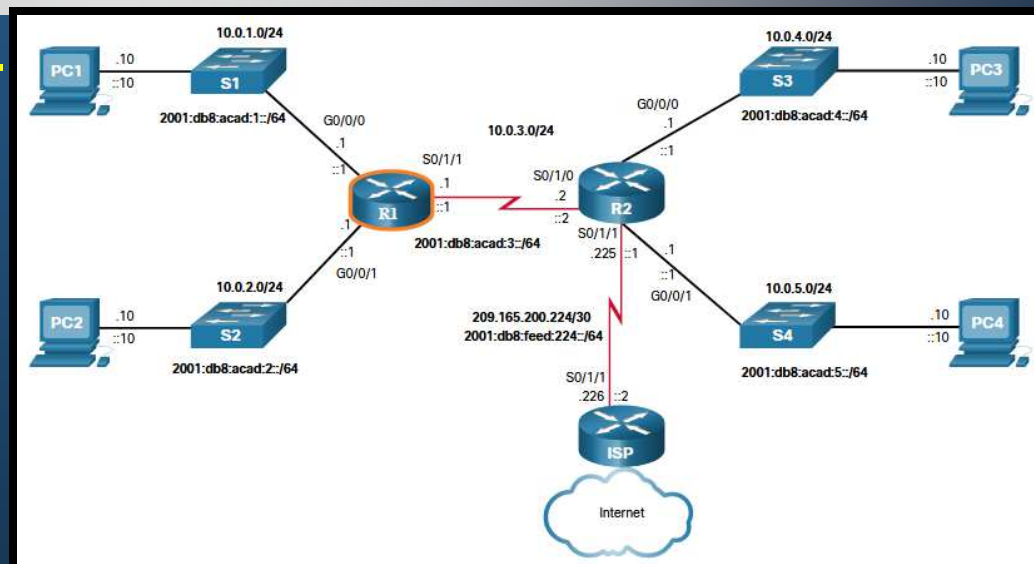 10.0.1.0/24
PC1
.10
::10
S1
2001:db8:acad:1::/64
G0/0/0
.1
::1
10.0.4.0/24
.10
::10
PC3
S3
2001:db8:acad:4::/64
G0/0/0
.1
::1
10.0.3.0/24
S0/1/1
.1
::1
R1
2001:db8:acad:3::/64
S0/1/0
.2
::2
R2
S0/1/1
.225
::1
.1
::1
G0/0/1
.1
::1
G0/0/1
10.0.2.0/24
PC2
.10
::10
S2
2001:db8:acad:2::/64
209.165.200.224/30
2001:db8:feed:224::/64
10.0.5.0/24
.10
::10
PC4
S4
2001:db8:acad:5::/64
S0/1/1
.226
::2
ISP
Internet